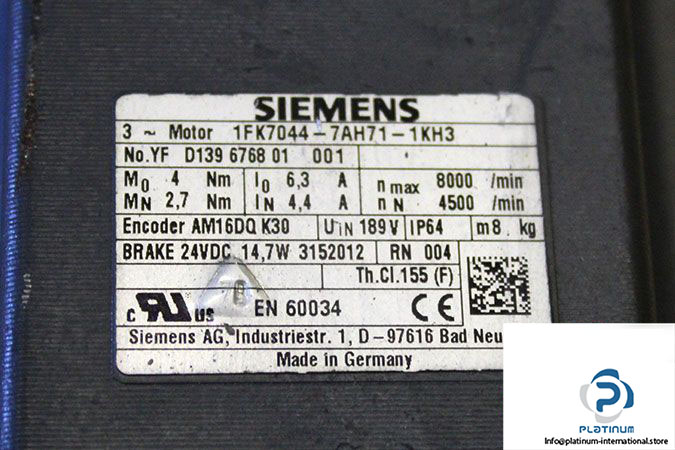 SIEMENS
3 ~ Motor 1FK7044-7AH71-1KH3
No.YF D139 6768 01 001
M0 4 Nm I0 6,3 A n max 8000 /min
MN 2,7 Nm IN 4,4 A n N 4500 /min
Encoder AM16DQ K30 UIN 189 V IP64 m 8. kg
BRAKE 24VDC 14,7W 3152012 RN 004
Th.Cl.155 (F)
c RU us EN 60034 CE
Siemens AG, Industriestr. 1, D-97616 Bad Neu
Made in Germany
PLATINUM
Info@platinum-international.store